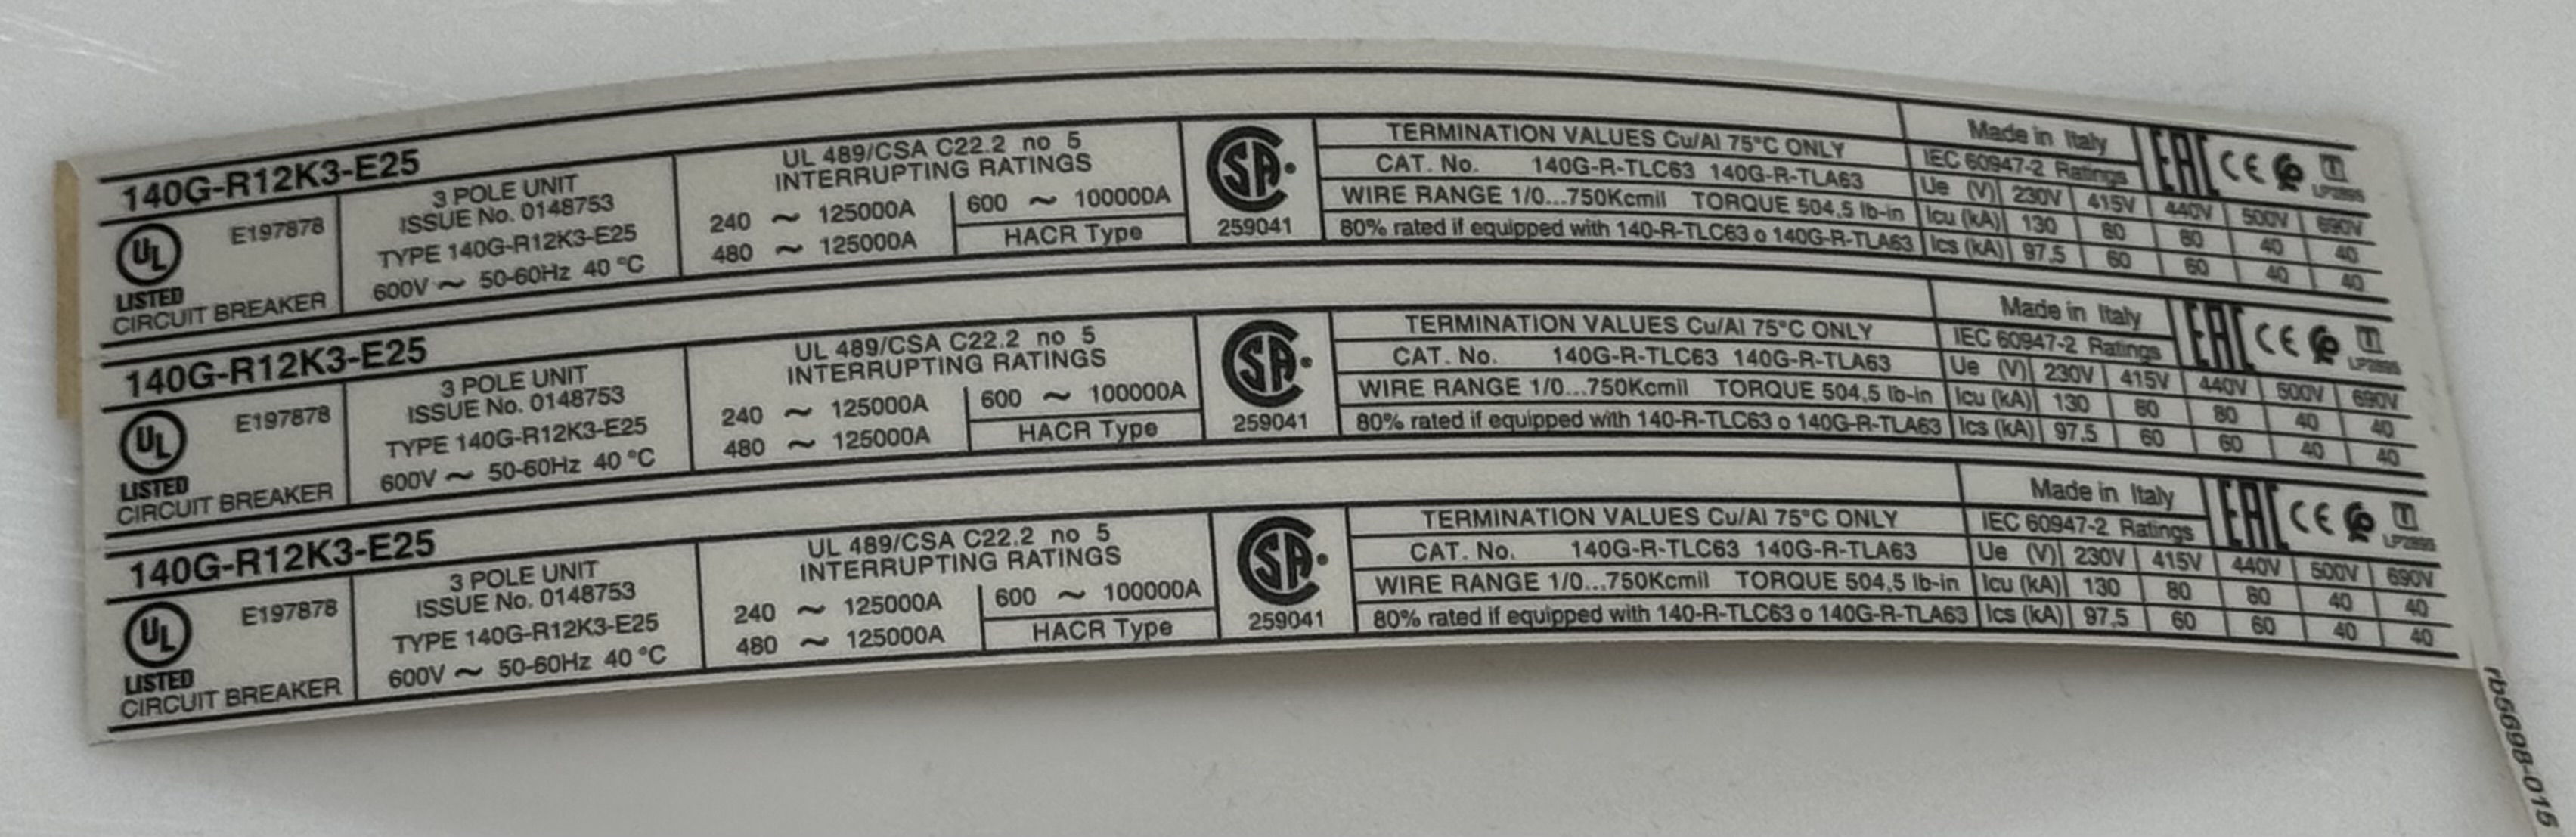 140G-R12K3-E25
UL
LISTED
CIRCUIT BREAKER
E197878
3 POLE UNIT
ISSUE No. 0148753
TYPE 140G-R12K3-E25
600V ~ 50-60Hz 40 °C
UL 489/CSA C22.2 no 5
INTERRUPTING RATINGS
240 ~ 125000A
480 ~ 125000A
600 ~ 100000A
HACR Type
SA
259041
TERMINATION VALUES Cu/Al 75°C ONLY
CAT. No. 140G-R-TLC63 140G-R-TLA63
WIRE RANGE 1/0...750Kcmil TORQUE 504,5 lb-in
80% rated if equipped with 140-R-TLC63 o 140G-R-TLA63
Made in Italy
IEC 60947-2 Ratings
EAC CE
Ue (V) 230V 415V 440V 500V 690V
Icu (kA) 130 80 80 40 40
Ics (kA) 97,5 60 60 40 40
140G-R12K3-E25
UL
LISTED
CIRCUIT BREAKER
E197878
3 POLE UNIT
ISSUE No. 0148753
TYPE 140G-R12K3-E25
600V ~ 50-60Hz 40 °C
UL 489/CSA C22.2 no 5
INTERRUPTING RATINGS
240 ~ 125000A
480 ~ 125000A
600 ~ 100000A
HACR Type
SA
259041
TERMINATION VALUES Cu/Al 75°C ONLY
CAT. No. 140G-R-TLC63 140G-R-TLA63
WIRE RANGE 1/0...750Kcmil TORQUE 504,5 lb-in
80% rated if equipped with 140-R-TLC63 o 140G-R-TLA63
Made in Italy
IEC 60947-2 Ratings
EAC CE
Ue (V) 230V 415V 440V 500V 690V
Icu (kA) 130 80 80 40 40
Ics (kA) 97,5 60 60 40 40
140G-R12K3-E25
UL
LISTED
CIRCUIT BREAKER
E197878
3 POLE UNIT
ISSUE No. 0148753
TYPE 140G-R12K3-E25
600V ~ 50-60Hz 40 °C
UL 489/CSA C22.2 no 5
INTERRUPTING RATINGS
240 ~ 125000A
480 ~ 125000A
600 ~ 100000A
HACR Type
SA
259041
TERMINATION VALUES Cu/Al 75°C ONLY
CAT. No. 140G-R-TLC63 140G-R-TLA63
WIRE RANGE 1/0...750Kcmil TORQUE 504,5 lb-in
80% rated if equipped with 140-R-TLC63 o 140G-R-TLA63
Made in Italy
IEC 60947-2 Ratings
EAC CE
Ue (V) 230V 415V 440V 500V 690V
Icu (kA) 130 80 80 40 40
Ics (kA) 97,5 60 60 40 40